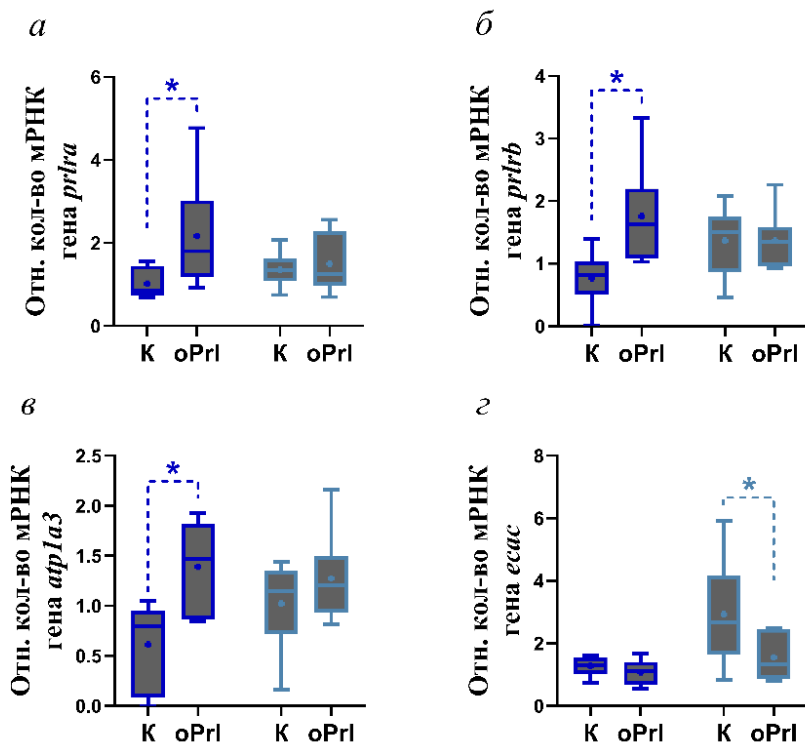 а
Отн. кол-во мРНК
гена prlra
6
4
2
0
*
К oPrl К oPrl
б
Отн. кол-во мРНК
гена prlrb
4
3
2
1
0
*
К oPrl К oPrl
в
Отн. кол-во мРНК
гена atp1a3
2.5
2.0
1.5
1.0
0.5
0.0
*
К oPrl К oPrl
г
Отн. кол-во мРНК
гена ecac
8
6
4
2
0
*
К oPrl К oPrl